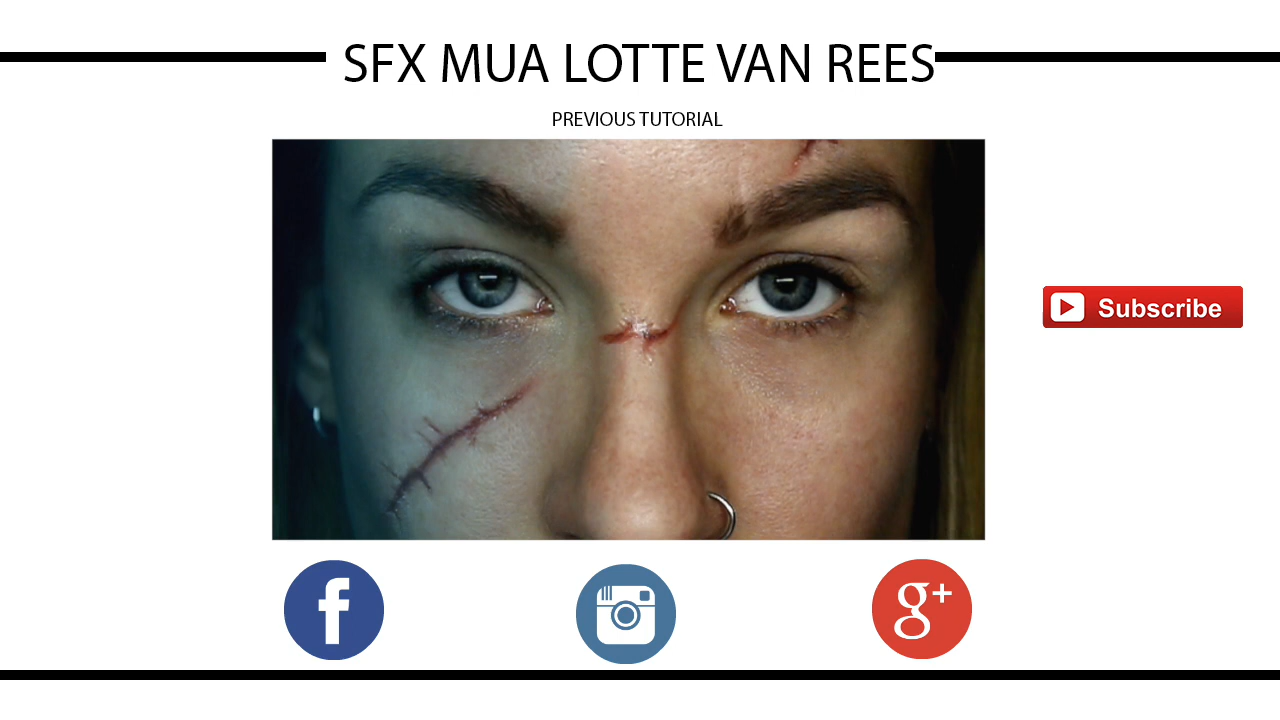 SFX MUA LOTTE VAN REES
PREVIOUS TUTORIAL
Subscribe
f
g+